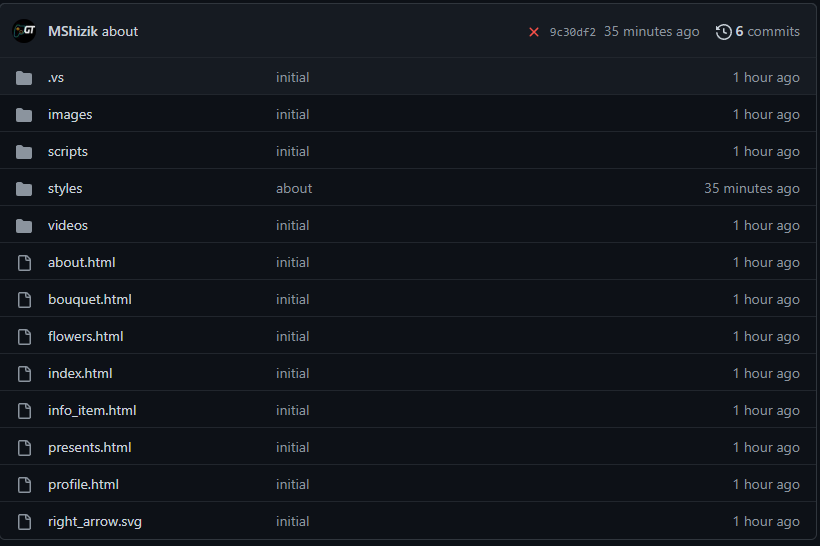 GT MShizik about 9c30df2 35 minutes ago 6 commits
.vs initial 1 hour ago
images initial 1 hour ago
scripts initial 1 hour ago
styles about 35 minutes ago
videos initial 1 hour ago
about.html initial 1 hour ago
bouquet.html initial 1 hour ago
flowers.html initial 1 hour ago
index.html initial 1 hour ago
info_item.html initial 1 hour ago
presents.html initial 1 hour ago
profile.html initial 1 hour ago
right_arrow.svg initial 1 hour ago